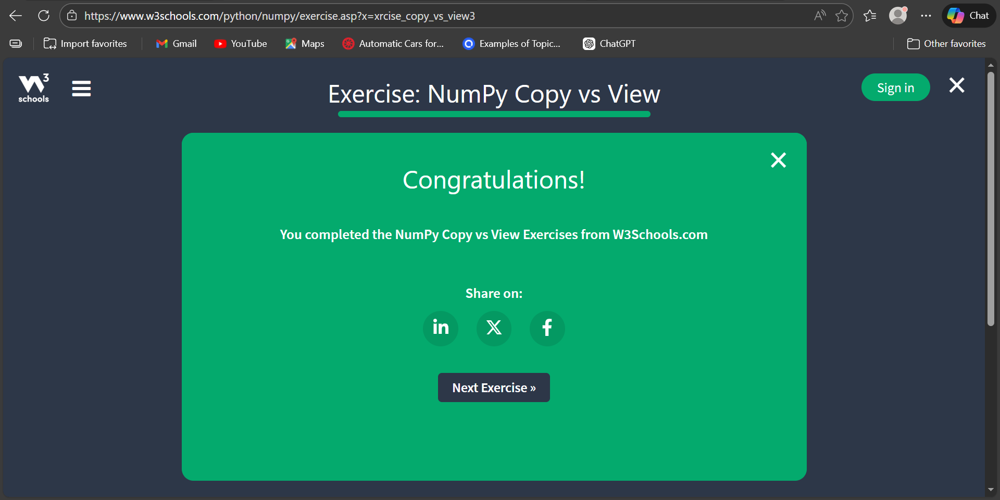 https://www.w3schools.com/python/numpy/exercise.asp?x=xrcise_copy_vs_view3
Chat
Import favorites
Gmail
YouTube
Maps
Automatic Cars for...
Examples of Topic...
ChatGPT
Other favorites
W3
schools
Exercise: NumPy Copy vs View
Sign in
Congratulations!
You completed the NumPy Copy vs View Exercises from W3Schools.com
Share on:
in
X
f
Next Exercise »